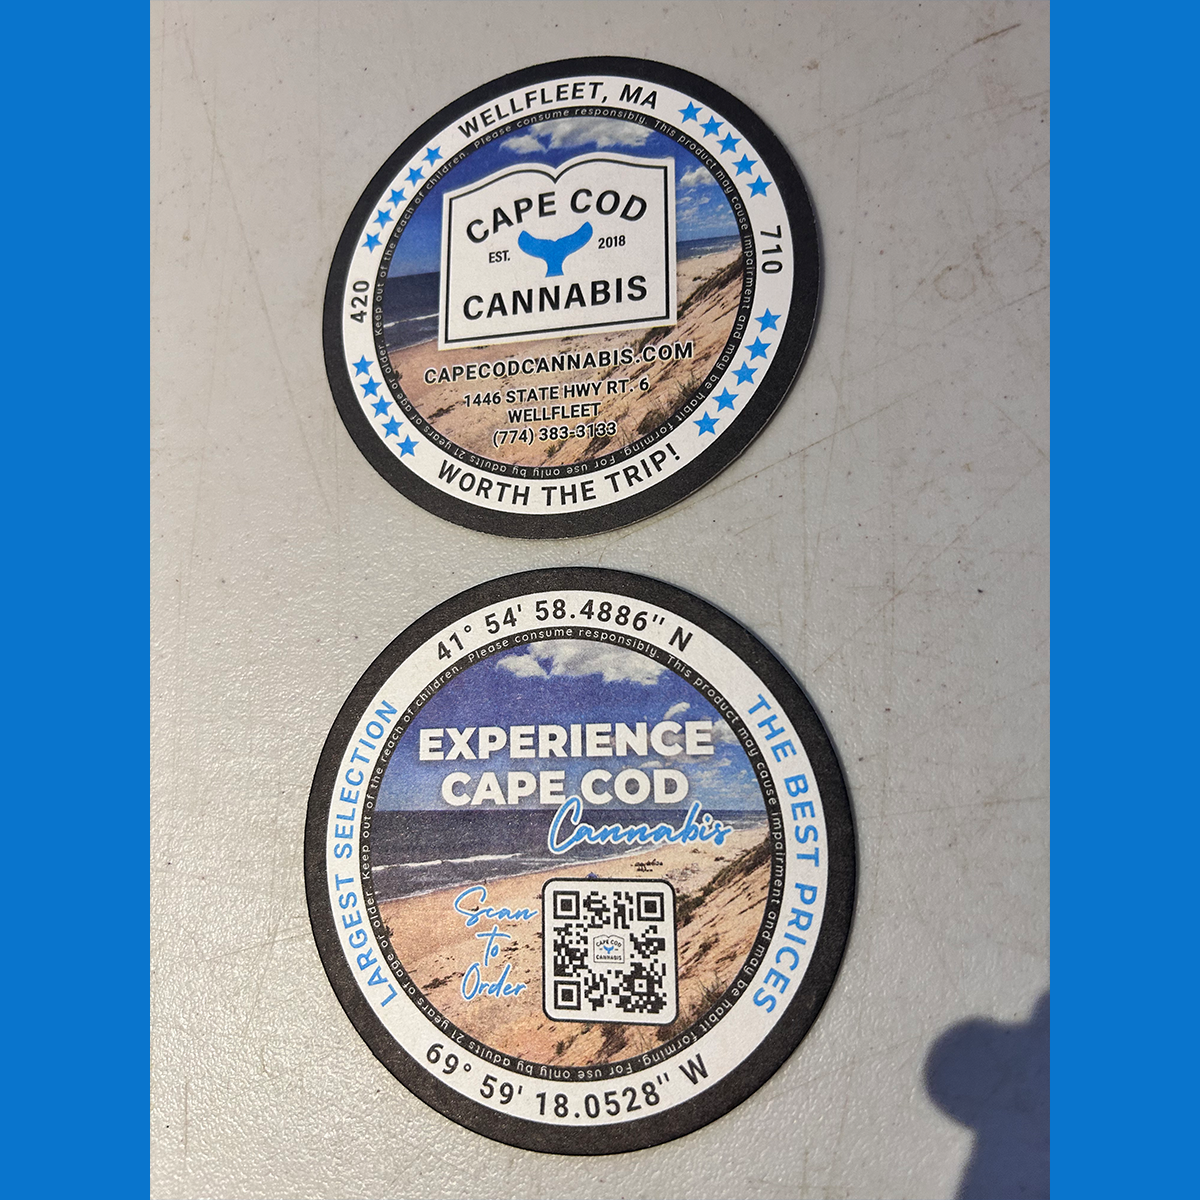 WELLFLEET, MA
420
710
WORTH THE TRIP!
Please consume responsibly. This product may cause impairment and may be habit forming. For use only by adults 21 years of age or older. Keep out of the reach of children.
CAPE COD
EST. 2018
CANNABIS
CAPECODCANNABIS.COM
1446 STATE HWY RT. 6
WELLFLEET
(774) 383-3133
41° 54' 58.4886'' N
LARGEST SELECTION
THE BEST PRICES
69° 59' 18.0528'' W
Please consume responsibly. This product may cause impairment and may be habit forming. For use only by adults 21 years of age or older. Keep out of the reach of children.
EXPERIENCE
CAPE COD
Cannabis
Scan
to
Order
CAPE COD
CANNABIS